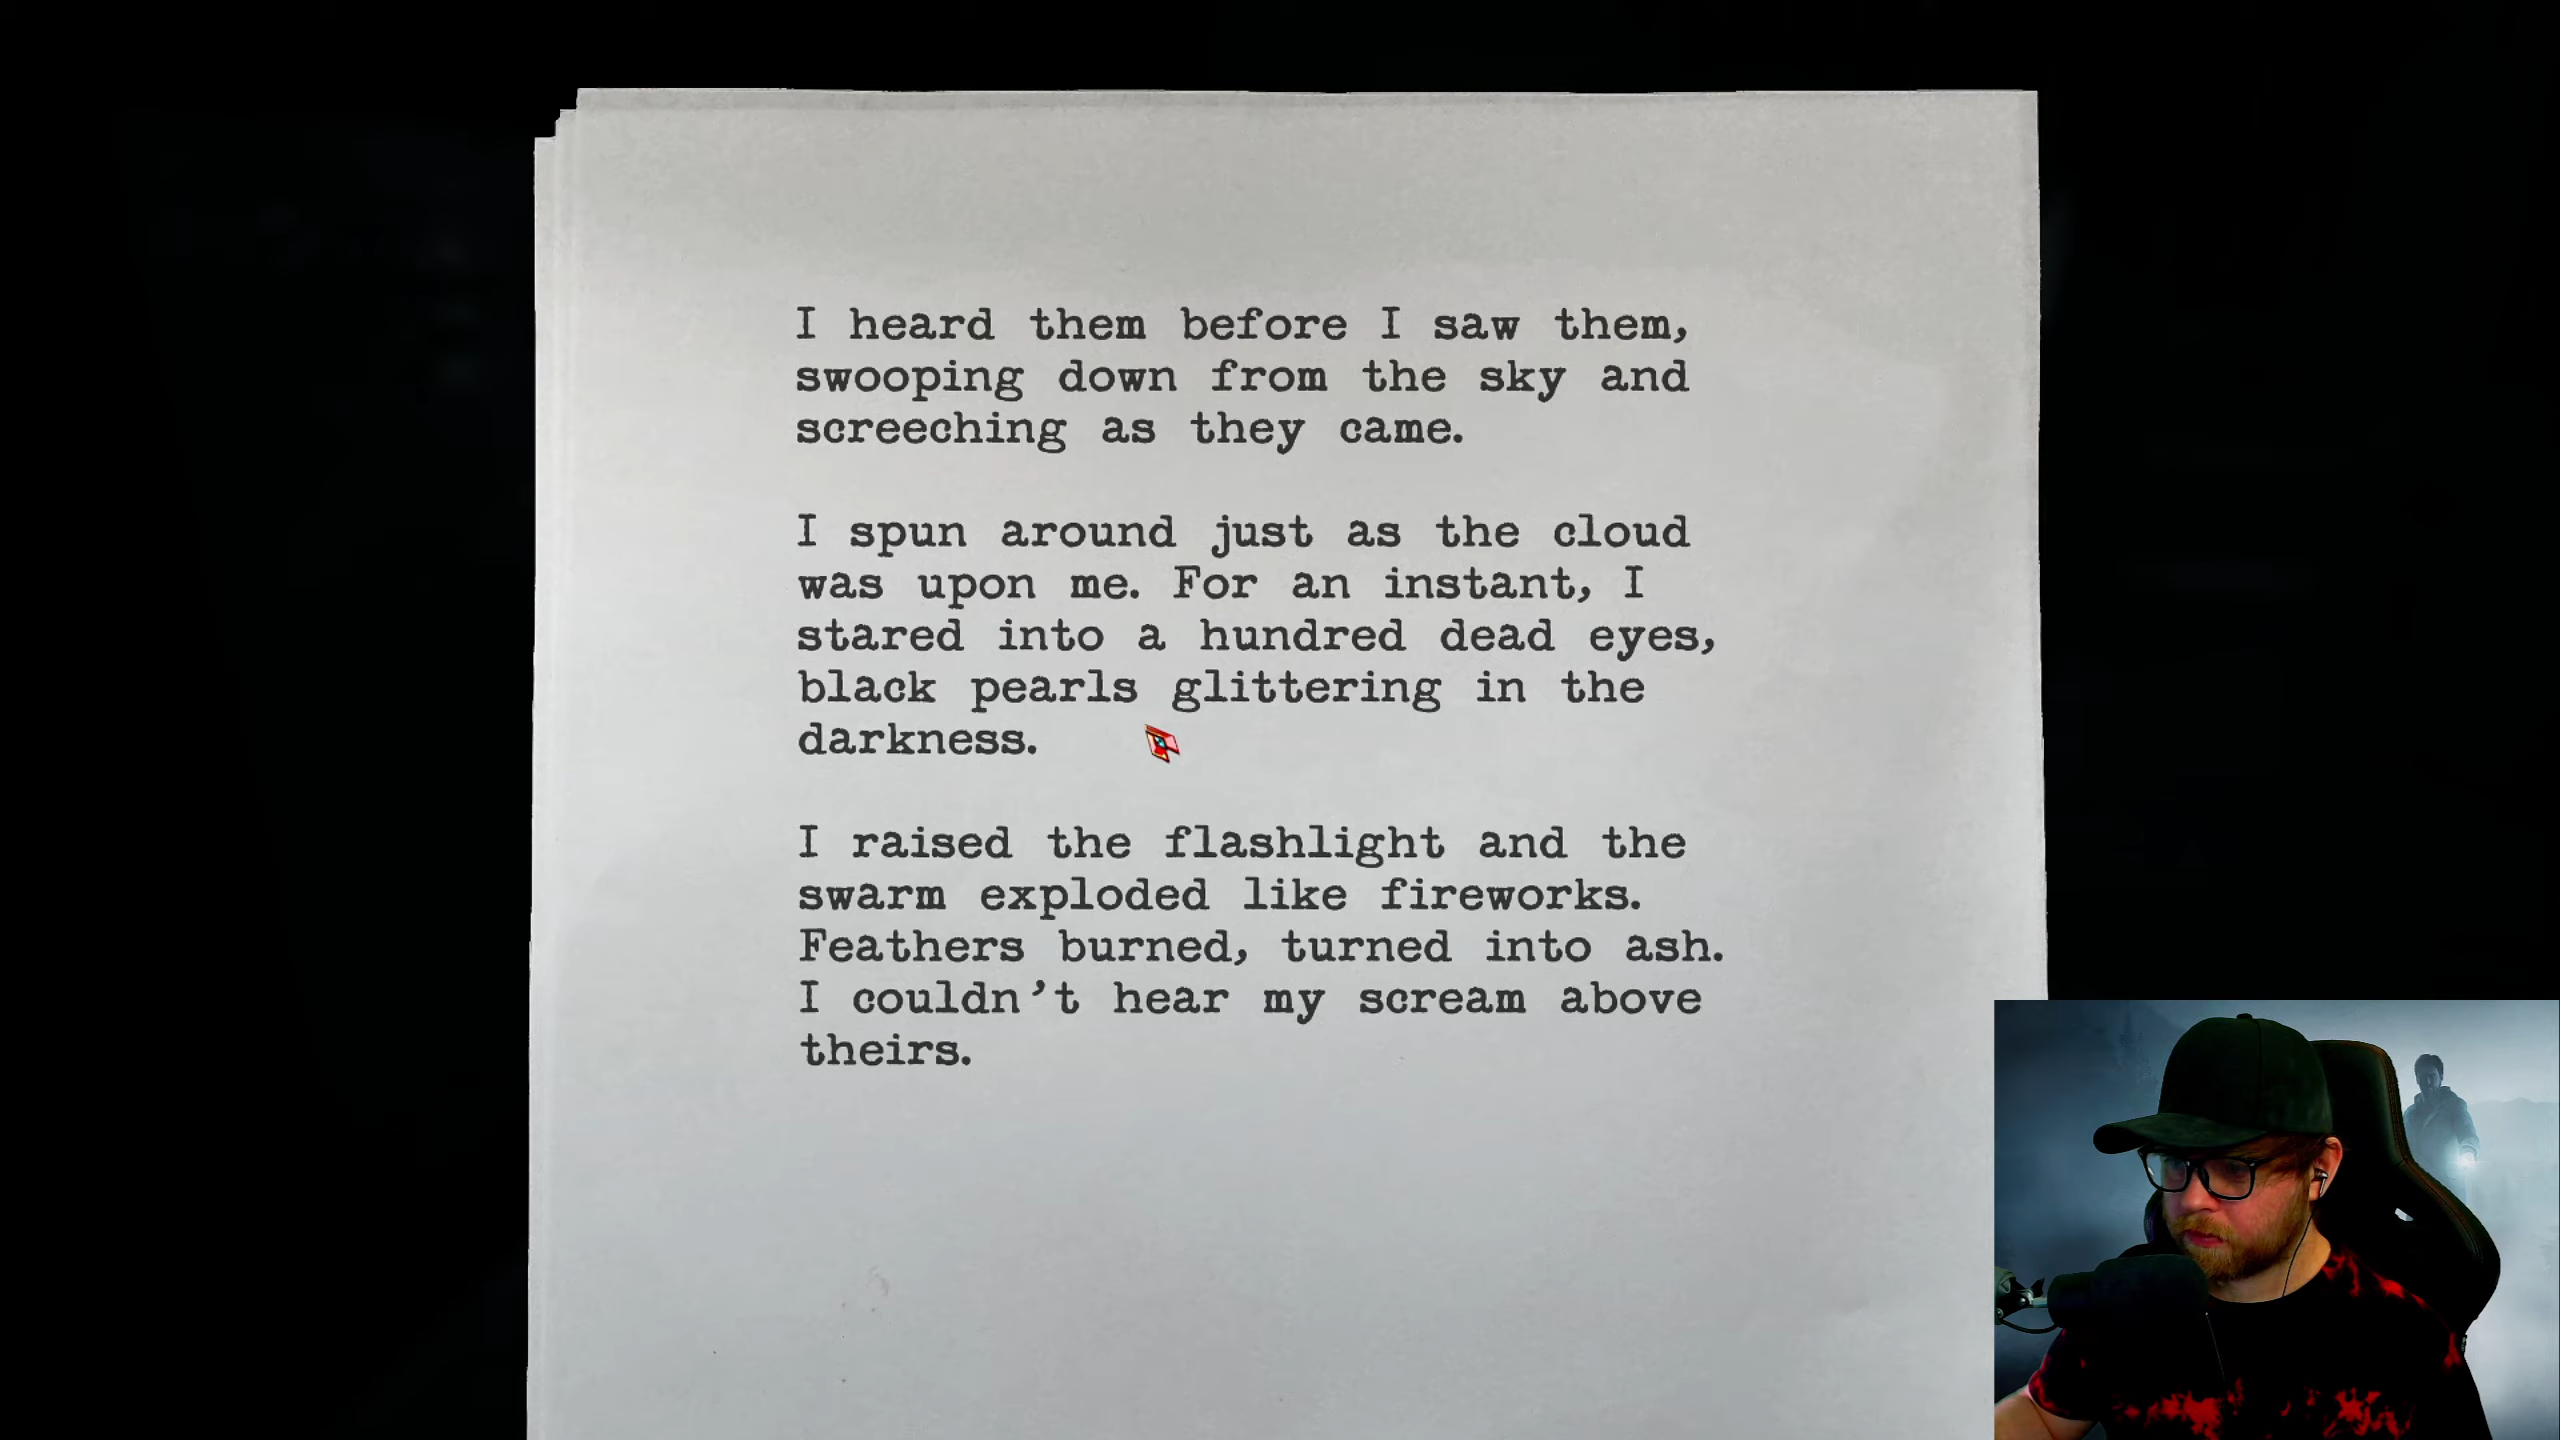 I heard them before I saw them,
swooping down from the sky and
screeching as they came.
I spun around just as the cloud
was upon me. For an instant, I
stared into a hundred dead eyes,
black pearls glittering in the
darkness.
I raised the flashlight and the
swarm exploded like fireworks.
Feathers burned, turned into ash.
I couldn’t hear my scream above
theirs.